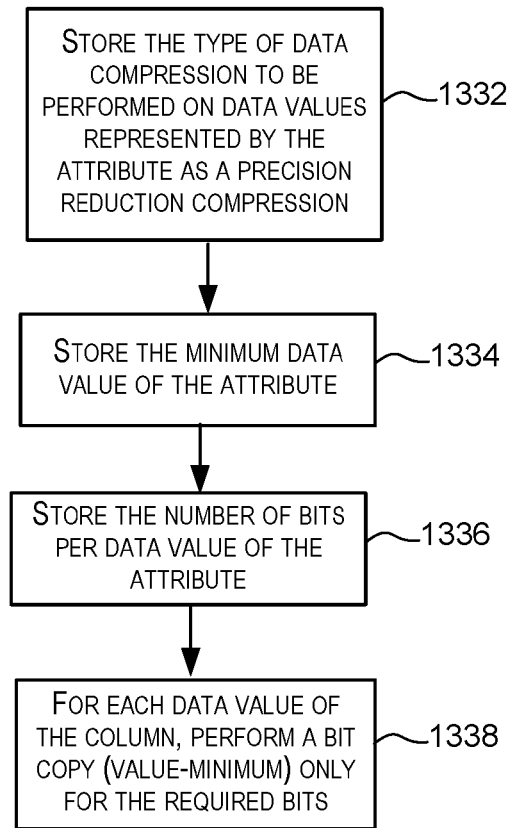 STORE THE TYPE OF DATA
COMPRESSION TO BE
PERFORMED ON DATA VALUES
REPRESENTED BY THE
ATTRIBUTE AS A PRECISION
REDUCTION COMPRESSION
1332
STORE THE MINIMUM DATA
VALUE OF THE ATTRIBUTE
1334
STORE THE NUMBER OF BITS
PER DATA VALUE OF THE
ATTRIBUTE
1336
FOR EACH DATA VALUE OF
THE COLUMN, PERFORM A BIT
COPY (VALUE-MINIMUM) ONLY
FOR THE REQUIRED BITS
1338